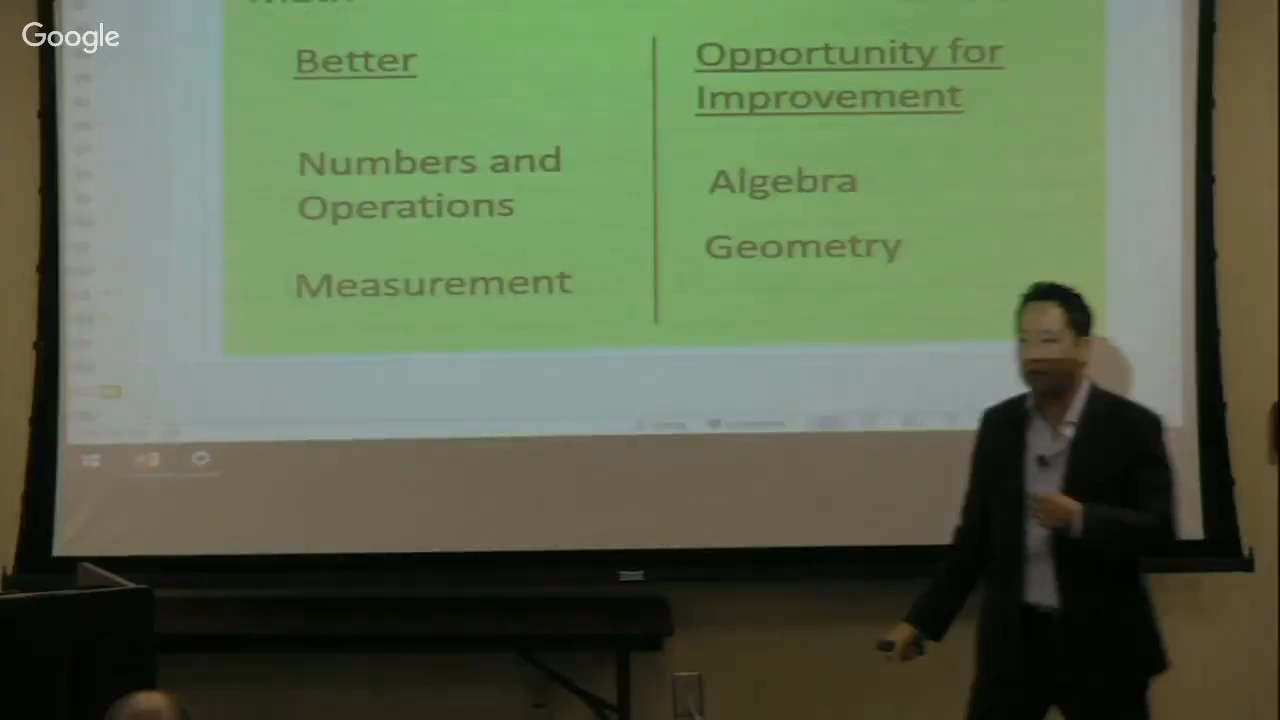 Google
Better
Numbers and
Operations
Measurement
Opportunity for
Improvement
Algebra
Geometry